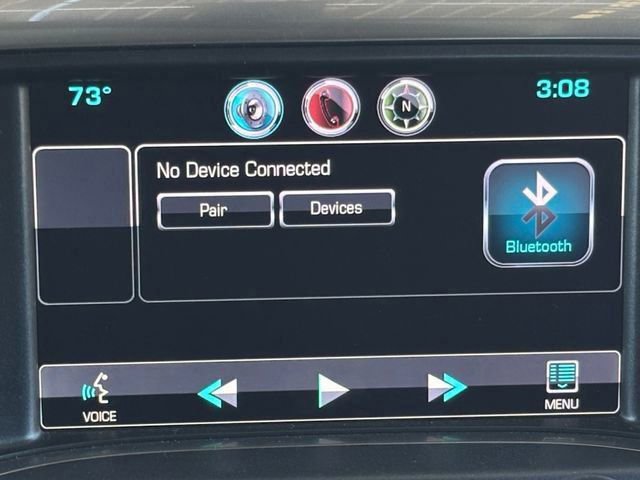 73°
N
3:08
No Device Connected
Pair
Devices
Bluetooth
VOICE
MENU